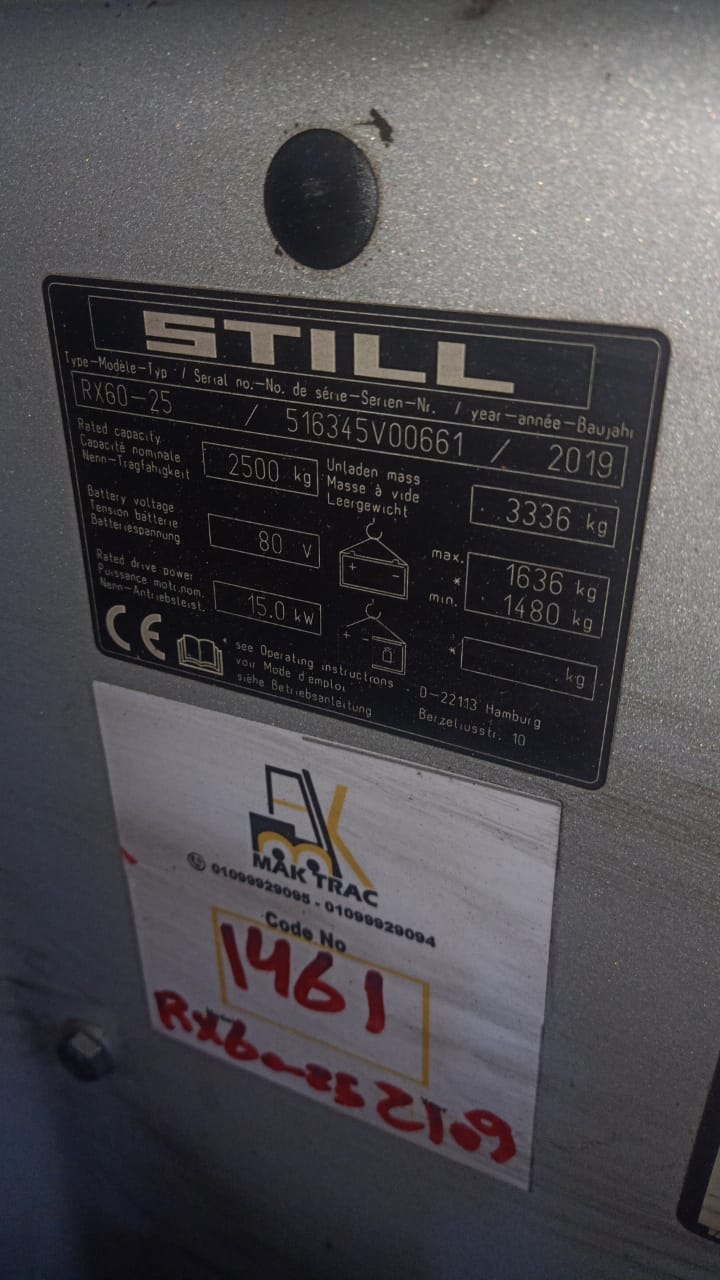 STILL
Type-Modèle-Typ / Serial no.-No. de série-Serien-Nr. / year-année-Baujahr
RX60-25 / 516345V00661 / 2019
Rated capacity
Capacité nominale
Nenn-Tragfähigkeit
2500 kg
Unladen mass
Masse à vide
Leergewicht
3336 kg
Battery voltage
Tension batterie
Batteriespannung
80 V
max. 1636 kg
*
min. 1480 kg
Rated drive power
Puissance motr.nom.
Nenn-Antriebsleist.
15.0 kW
+ -
+ -
* kg
CE
* see Operating instructions
voir Mode d'emploi
siehe Betriebsanleitung
D-22113 Hamburg
Berzeliusstr. 10
MAK TRAC
01099929095 - 01099929094
Code No
1461
RX60-25